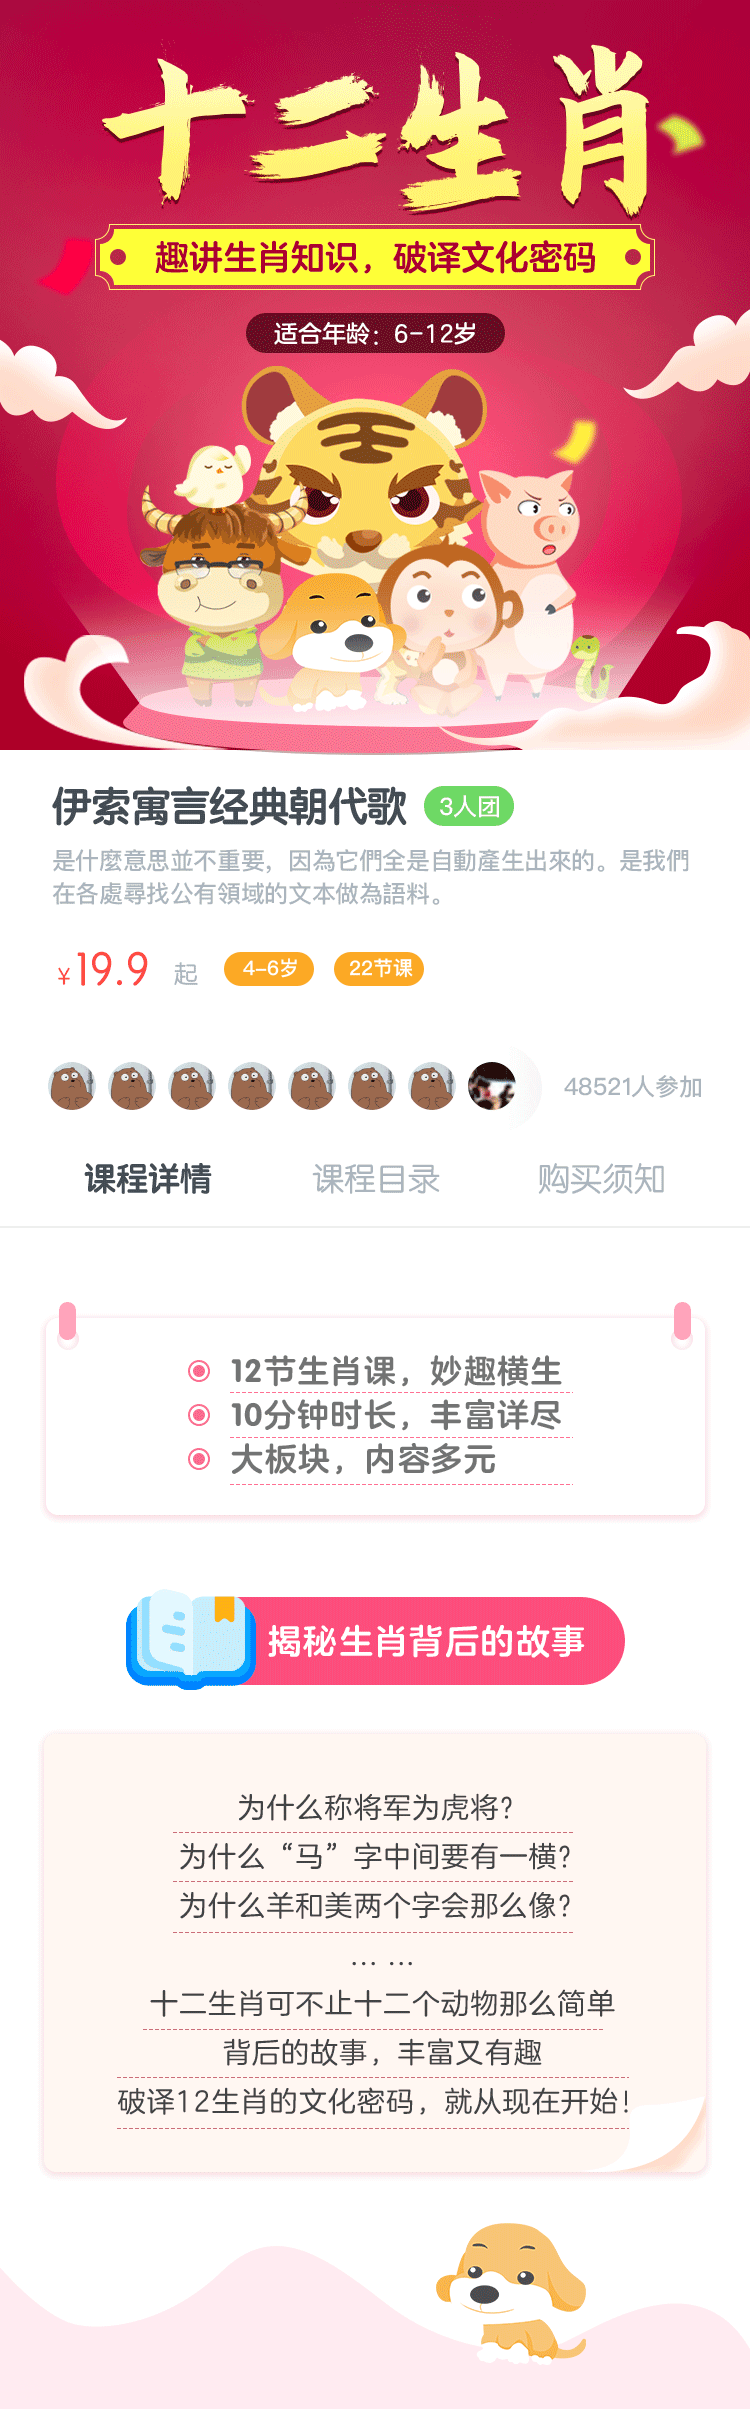 十二生肖
趣讲生肖知识，破译文化密码
适合年龄：6-12岁
伊索寓言经典朝代歌 3人团
是什麼意思並不重要，因為它們全是自動產生出來的。是我們
在各處尋找公有領域的文本做為語料。
¥19.9 起 4-6岁 22节课
48521人参加
课程详情 课程目录 购买须知
12节生肖课，妙趣横生
10分钟时长，丰富详尽
大板块，内容多元
揭秘生肖背后的故事
为什么称将军为虎将？
为什么“马”字中间要有一横？
为什么羊和美两个字会那么像？
... ...
十二生肖可不止十二个动物那么简单
背后的故事，丰富又有趣
破译12生肖的文化密码，就从现在开始！